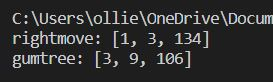 C:\Users\ollie\OneDrive\Docum
rightmove: [1, 3, 134]
gumtree: [3, 9, 106]